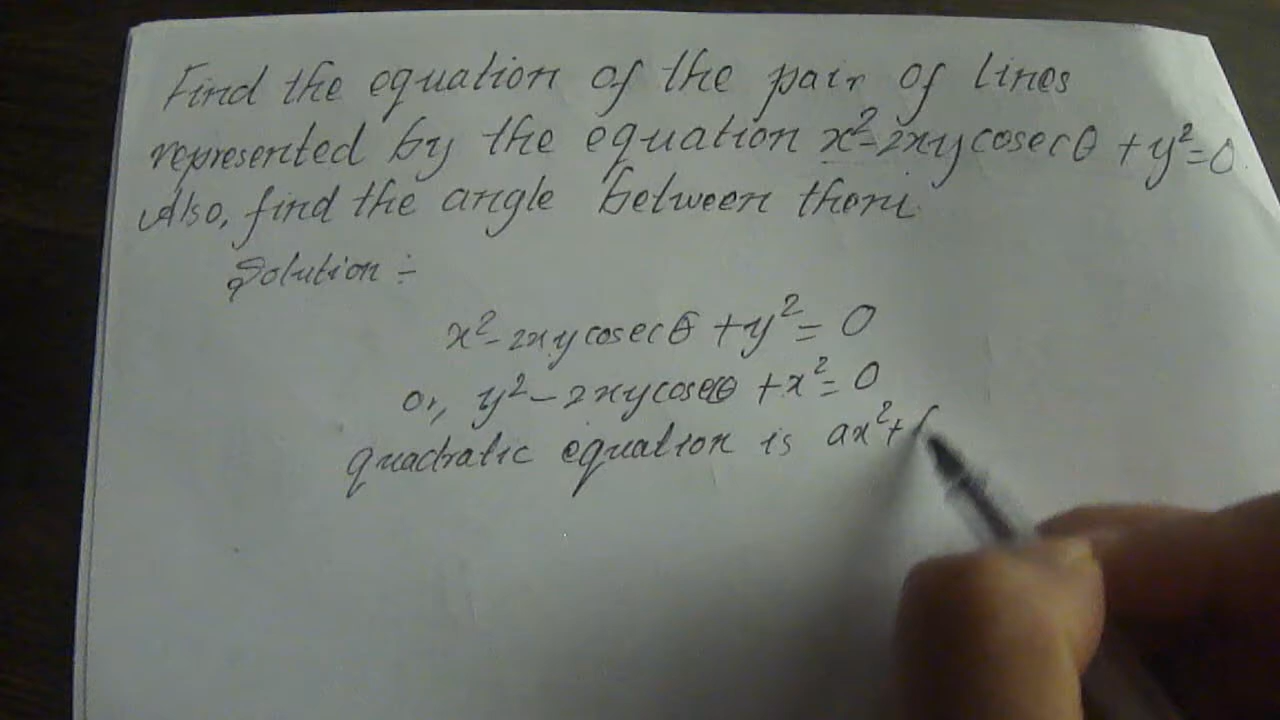 Find the equation of the pair of lines
represented by the equation x²-2xy cosecθ + y²=0.
Also, find the angle between them.
Solution ÷
x²-2xy cosecθ + y² = 0
or, y² - 2xy cosecθ + x² = 0
quadratic equation is ax² +